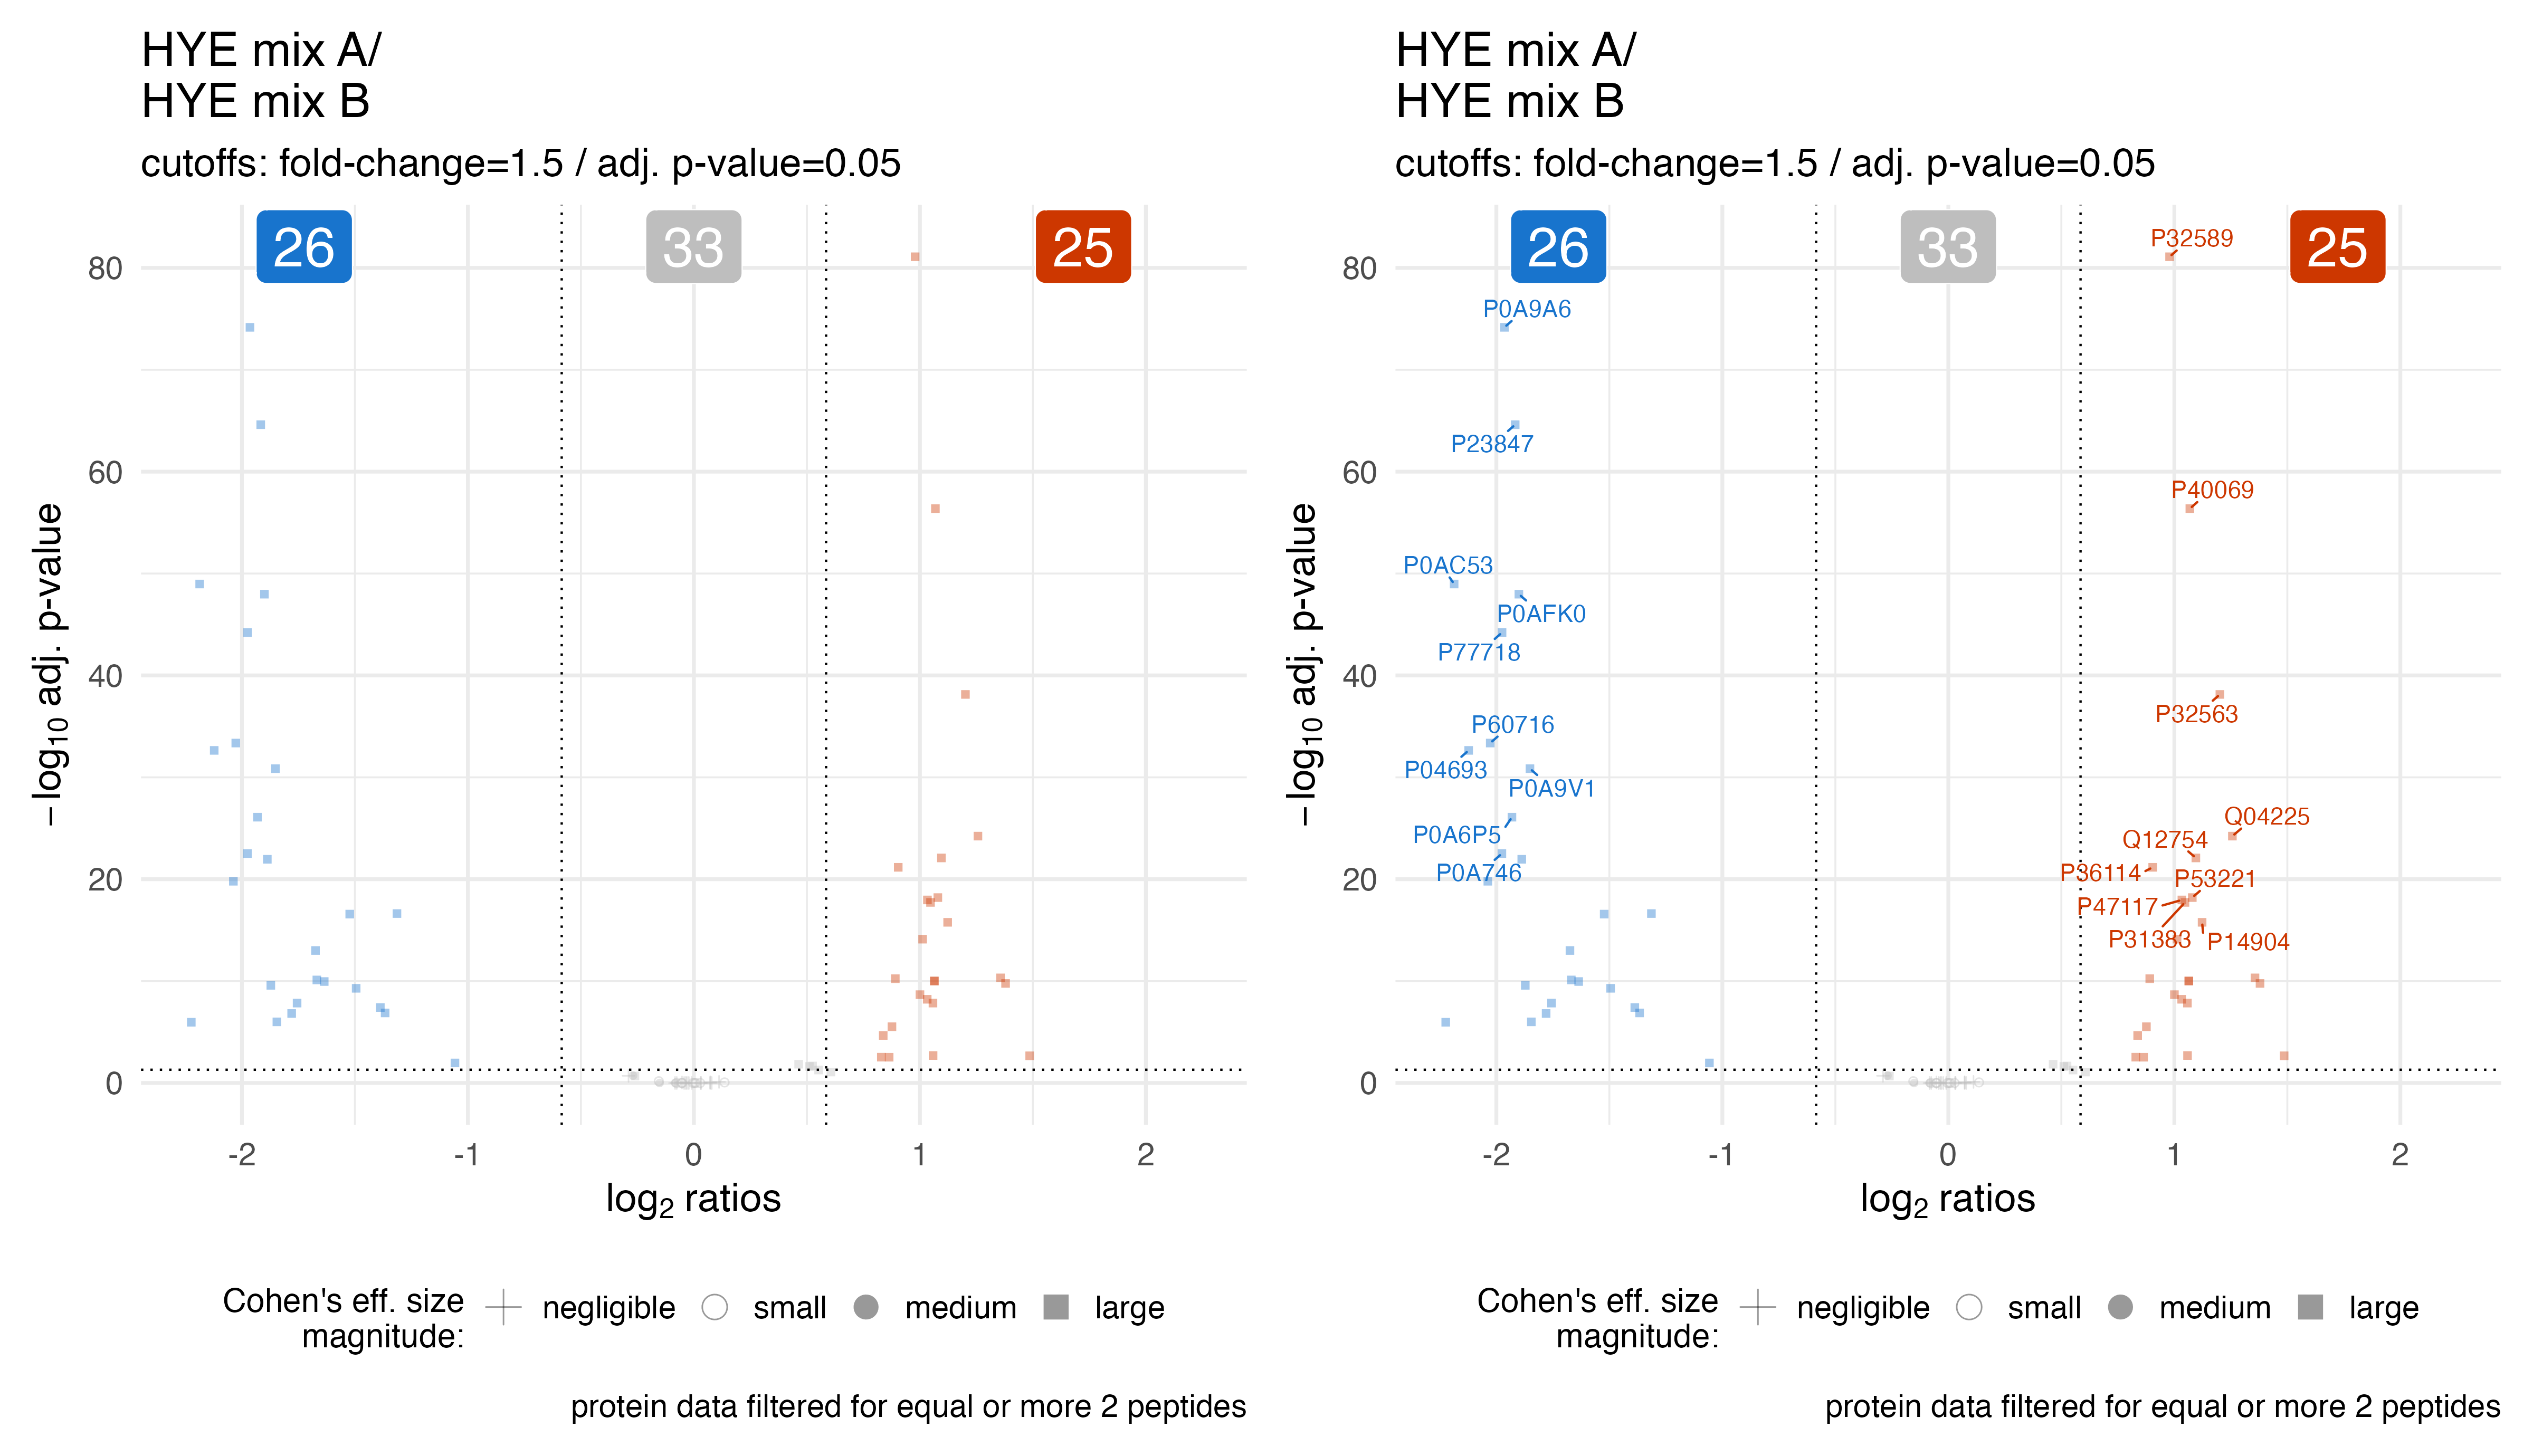 HYE mix A/
HYE mix B
cutoffs: fold-change=1.5 / adj. p-value=0.05
26
33
25
80
60
40
20
0
−log10 adj. p-value
-2
-1
0
1
2
log2 ratios
Cohen's eff. size
magnitude:
negligible
small
medium
large
protein data filtered for equal or more 2 peptides
HYE mix A/
HYE mix B
cutoffs: fold-change=1.5 / adj. p-value=0.05
26
33
25
P32589
P0A9A6
P23847
P40069
P0AC53
P0AFK0
P77718
P32563
P60716
P04693
P0A9V1
Q04225
P0A6P5
Q12754
P0A746
P36114
P53221
P47117
P31383
P14904
80
60
40
20
0
−log10 adj. p-value
-2
-1
0
1
2
log2 ratios
Cohen's eff. size
magnitude:
negligible
small
medium
large
protein data filtered for equal or more 2 peptides